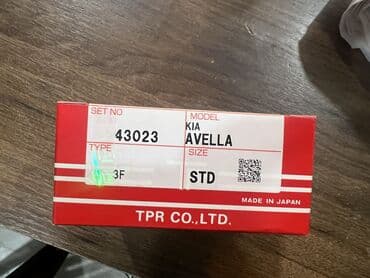 SET NO
MODEL
43023
KIA
AVELLA
TYPE
SIZE
3F
STD
MADE IN JAPAN
TPR CO.,LTD.